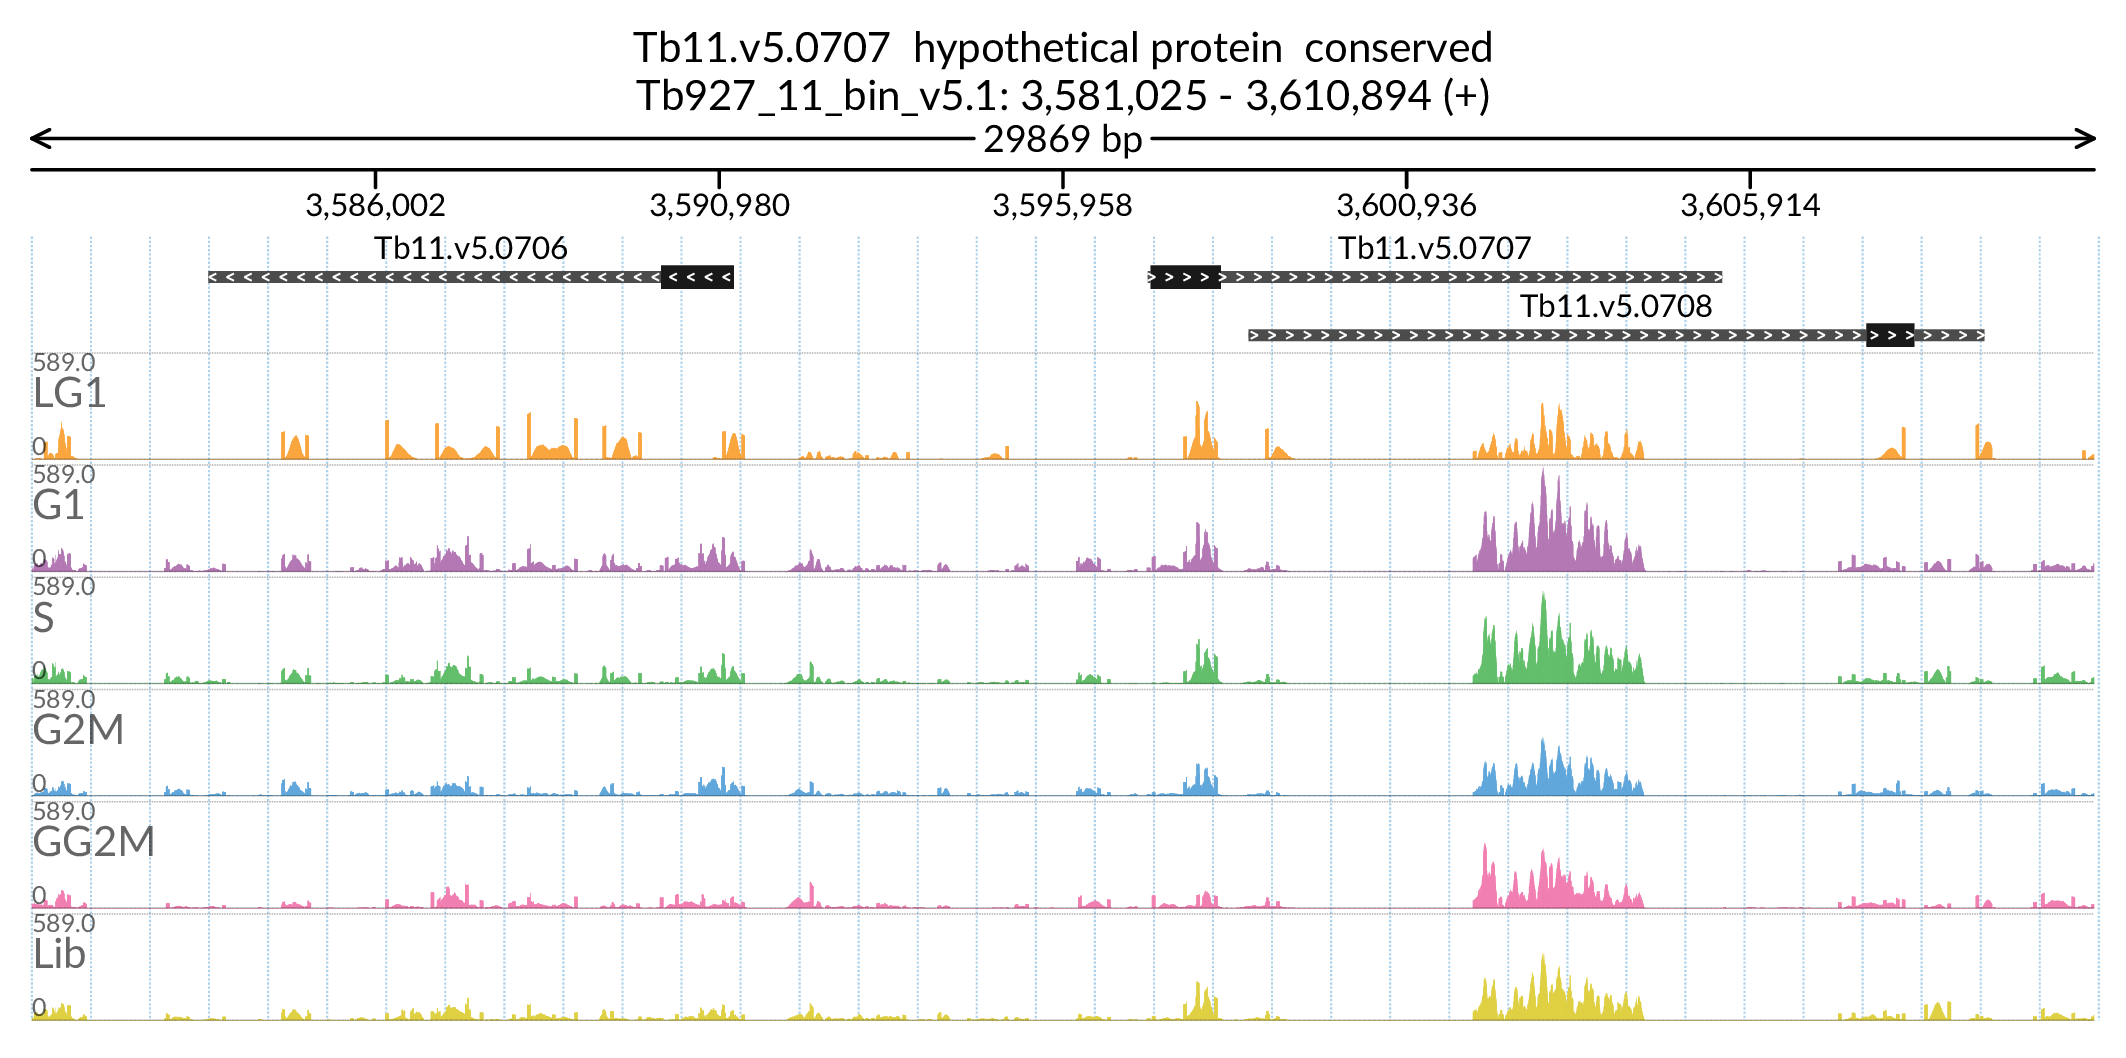 Tb11.v5.0707 hypothetical protein conserved
Tb927_11_bin_v5.1: 3,581,025 - 3,610,894 (+)
29869 bp
3,586,002 3,590,980 3,595,958 3,600,936 3,605,914
Tb11.v5.0706 Tb11.v5.0707
Tb11.v5.0708
589.0
LG1
0
589.0
G1
0
589.0
S
0
589.0
G2M
0
589.0
GG2M
0
589.0
Lib
0